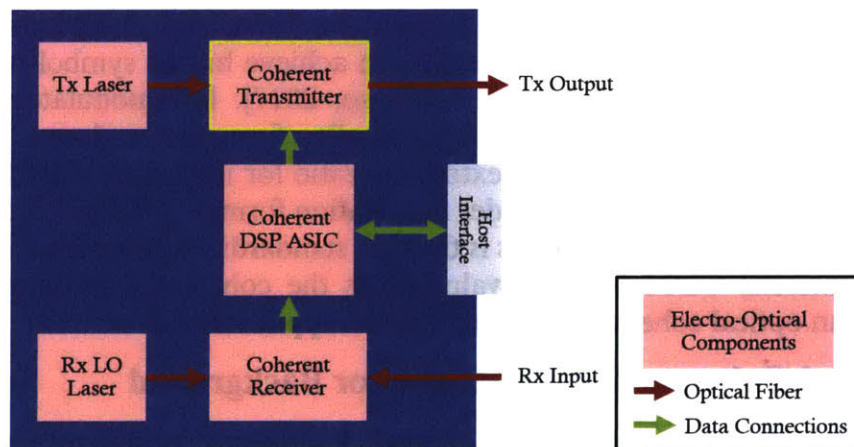 Tx Laser
Coherent
Transmitter
Tx Output
Coherent
DSP ASIC
Host
Interface
Rx LO
Laser
Coherent
Receiver
Rx Input
Electro-Optical
Components
Optical Fiber
Data Connections